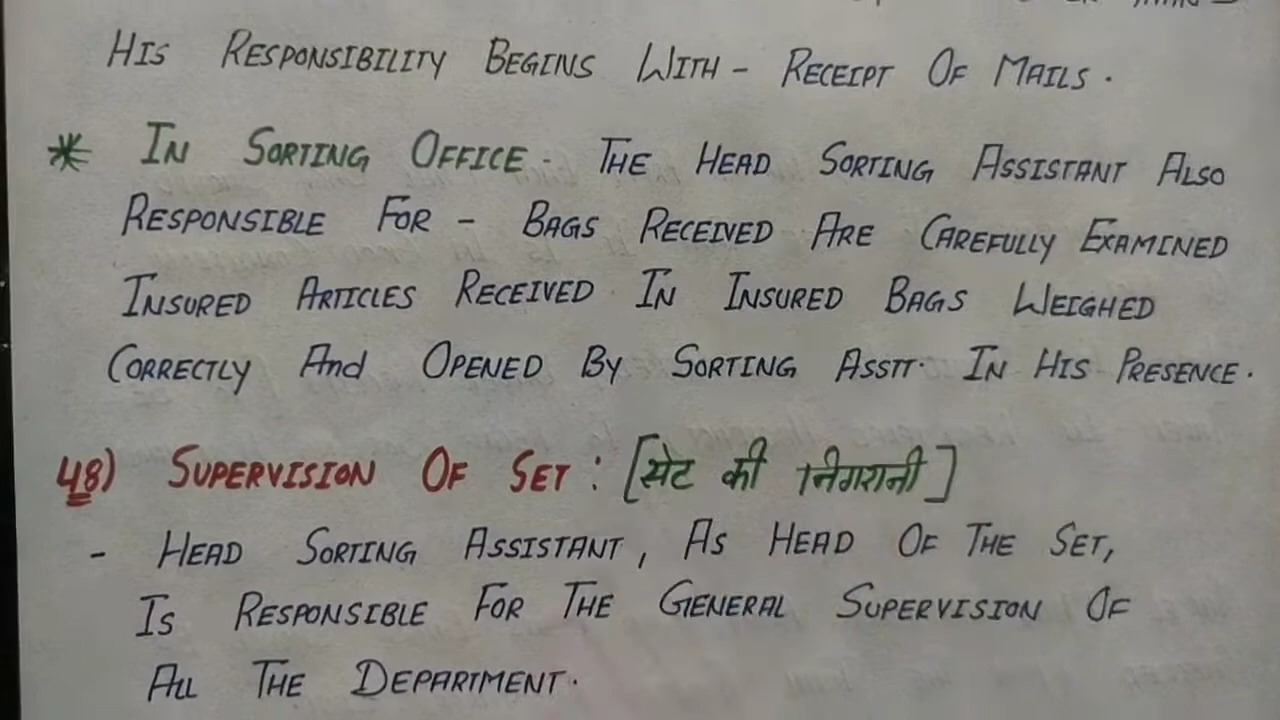 HIS RESPONSIBILITY BEGINS WITH - RECEIPT OF MAILS.
* IN SORTING OFFICE - THE HEAD SORTING ASSISTANT ALSO
RESPONSIBLE FOR - BAGS RECEIVED ARE CAREFULLY EXAMINED
INSURED ARTICLES RECEIVED IN INSURED BAGS WEIGHED
CORRECTLY And OPENED BY SORTING ASSTT. IN HIS PRESENCE.
48) SUPERVISION OF SET : [सेट की निगरानी]
- HEAD SORTING ASSISTANT, AS HEAD OF THE SET,
IS RESPONSIBLE FOR THE GENERAL SUPERVISION OF
ALL THE DEPARTMENT.